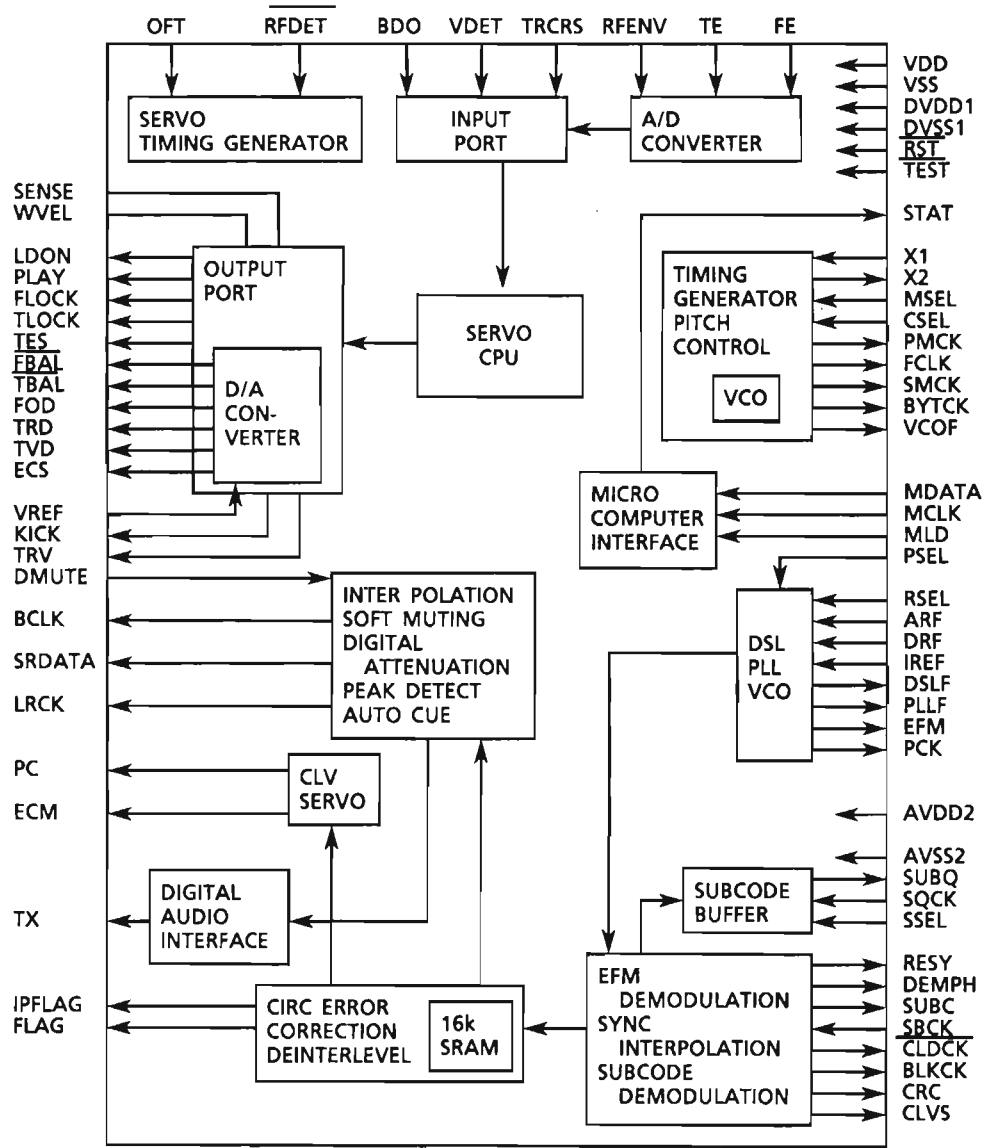 OFT RFDET BDO VDET TRCRS RFENV TE FE
SERVO
TIMING GENERATOR
INPUT
PORT
A/D
CONVERTER
VDD
VSS
DVDD1
DVSS1
RST
TEST
SENSE
WVEL
LDON
PLAY
FLOCK
TLOCK
TES
FBAL
TBAL
FOD
TRD
TVD
ECS
VREF
KICK
TRV
DMUTE
BCLK
SRDATA
LRCK
PC
ECM
TX
IPFLAG
FLAG
OUTPUT
PORT
D/A
CON-
VERTER
SERVO
CPU
TIMING
GENERATOR
PITCH
CONTROL
VCO
STAT
X1
X2
MSEL
CSEL
PMCK
FCLK
SMCK
BYTCK
VCOF
MICRO
COMPUTER
INTERFACE
MDATA
MCLK
MLD
PSEL
INTER POLATION
SOFT MUTING
DIGITAL
ATTENUATION
PEAK DETECT
AUTO CUE
DSL
PLL
VCO
RSEL
ARF
DRF
IREF
DSLF
PLLF
EFM
PCK
CLV
SERVO
AVDD2
AVSS2
DIGITAL
AUDIO
INTERFACE
SUBCODE
BUFFER
SUBQ
SQCK
SSEL
CIRC ERROR
CORRECTION
DEINTERLEVEL
16k
SRAM
EFM
DEMODULATION
SYNC
INTERPOLATION
SUBCODE
DEMODULATION
RESY
DEMPH
SUBC
SBCK
CLDCK
BLKCK
CRC
CLVS